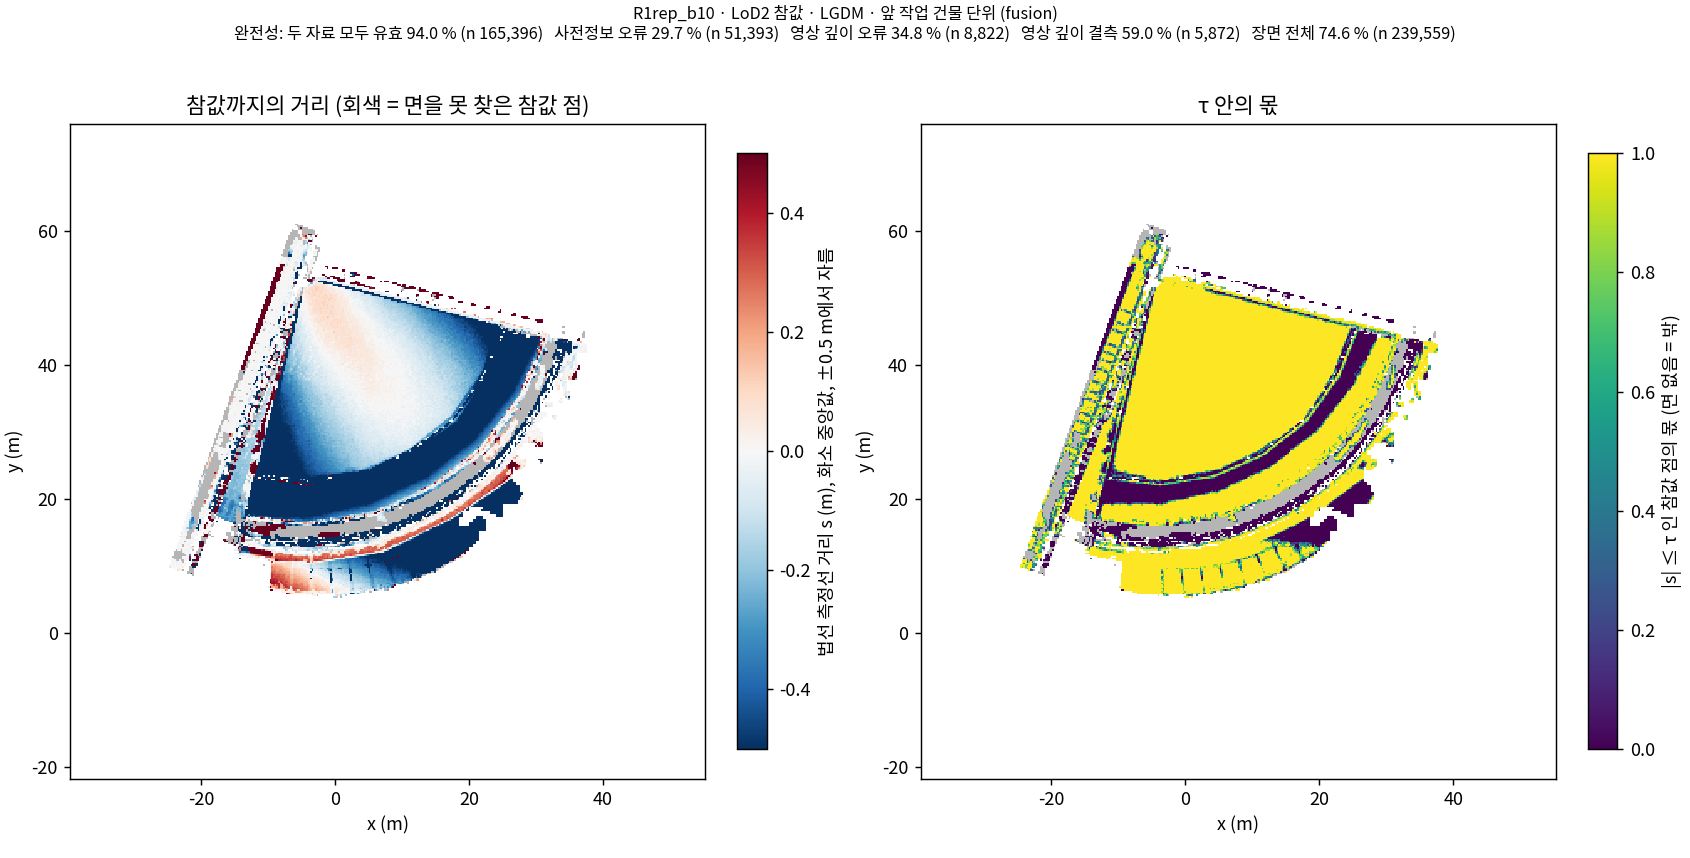 R1rep_b10 · LoD2 참값 · LGDM · 앞 작업 건물 단위 (fusion)
완전성: 두 자료 모두 유효 94.0 % (n 165,396) 사전정보 오류 29.7 % (n 51,393) 영상 깊이 오류 34.8 % (n 8,822) 영상 깊이 결측 59.0 % (n 5,872) 장면 전체 74.6 % (n 239,559)
참값까지의 거리 (회색 = 면을 못 찾은 참값 점)
y (m)
60
40
20
0
-20
-20
0
20
40
x (m)
0.4
0.2
0.0
-0.2
-0.4
법선 측정선 거리 s (m), 화소 중앙값, ±0.5 m에서 자름
τ 안의 몫
y (m)
60
40
20
0
-20
-20
0
20
40
x (m)
1.0
0.8
0.6
0.4
0.2
0.0
|s| ≤ τ 인 참값 점의 몫 (면 없음 = 밖)